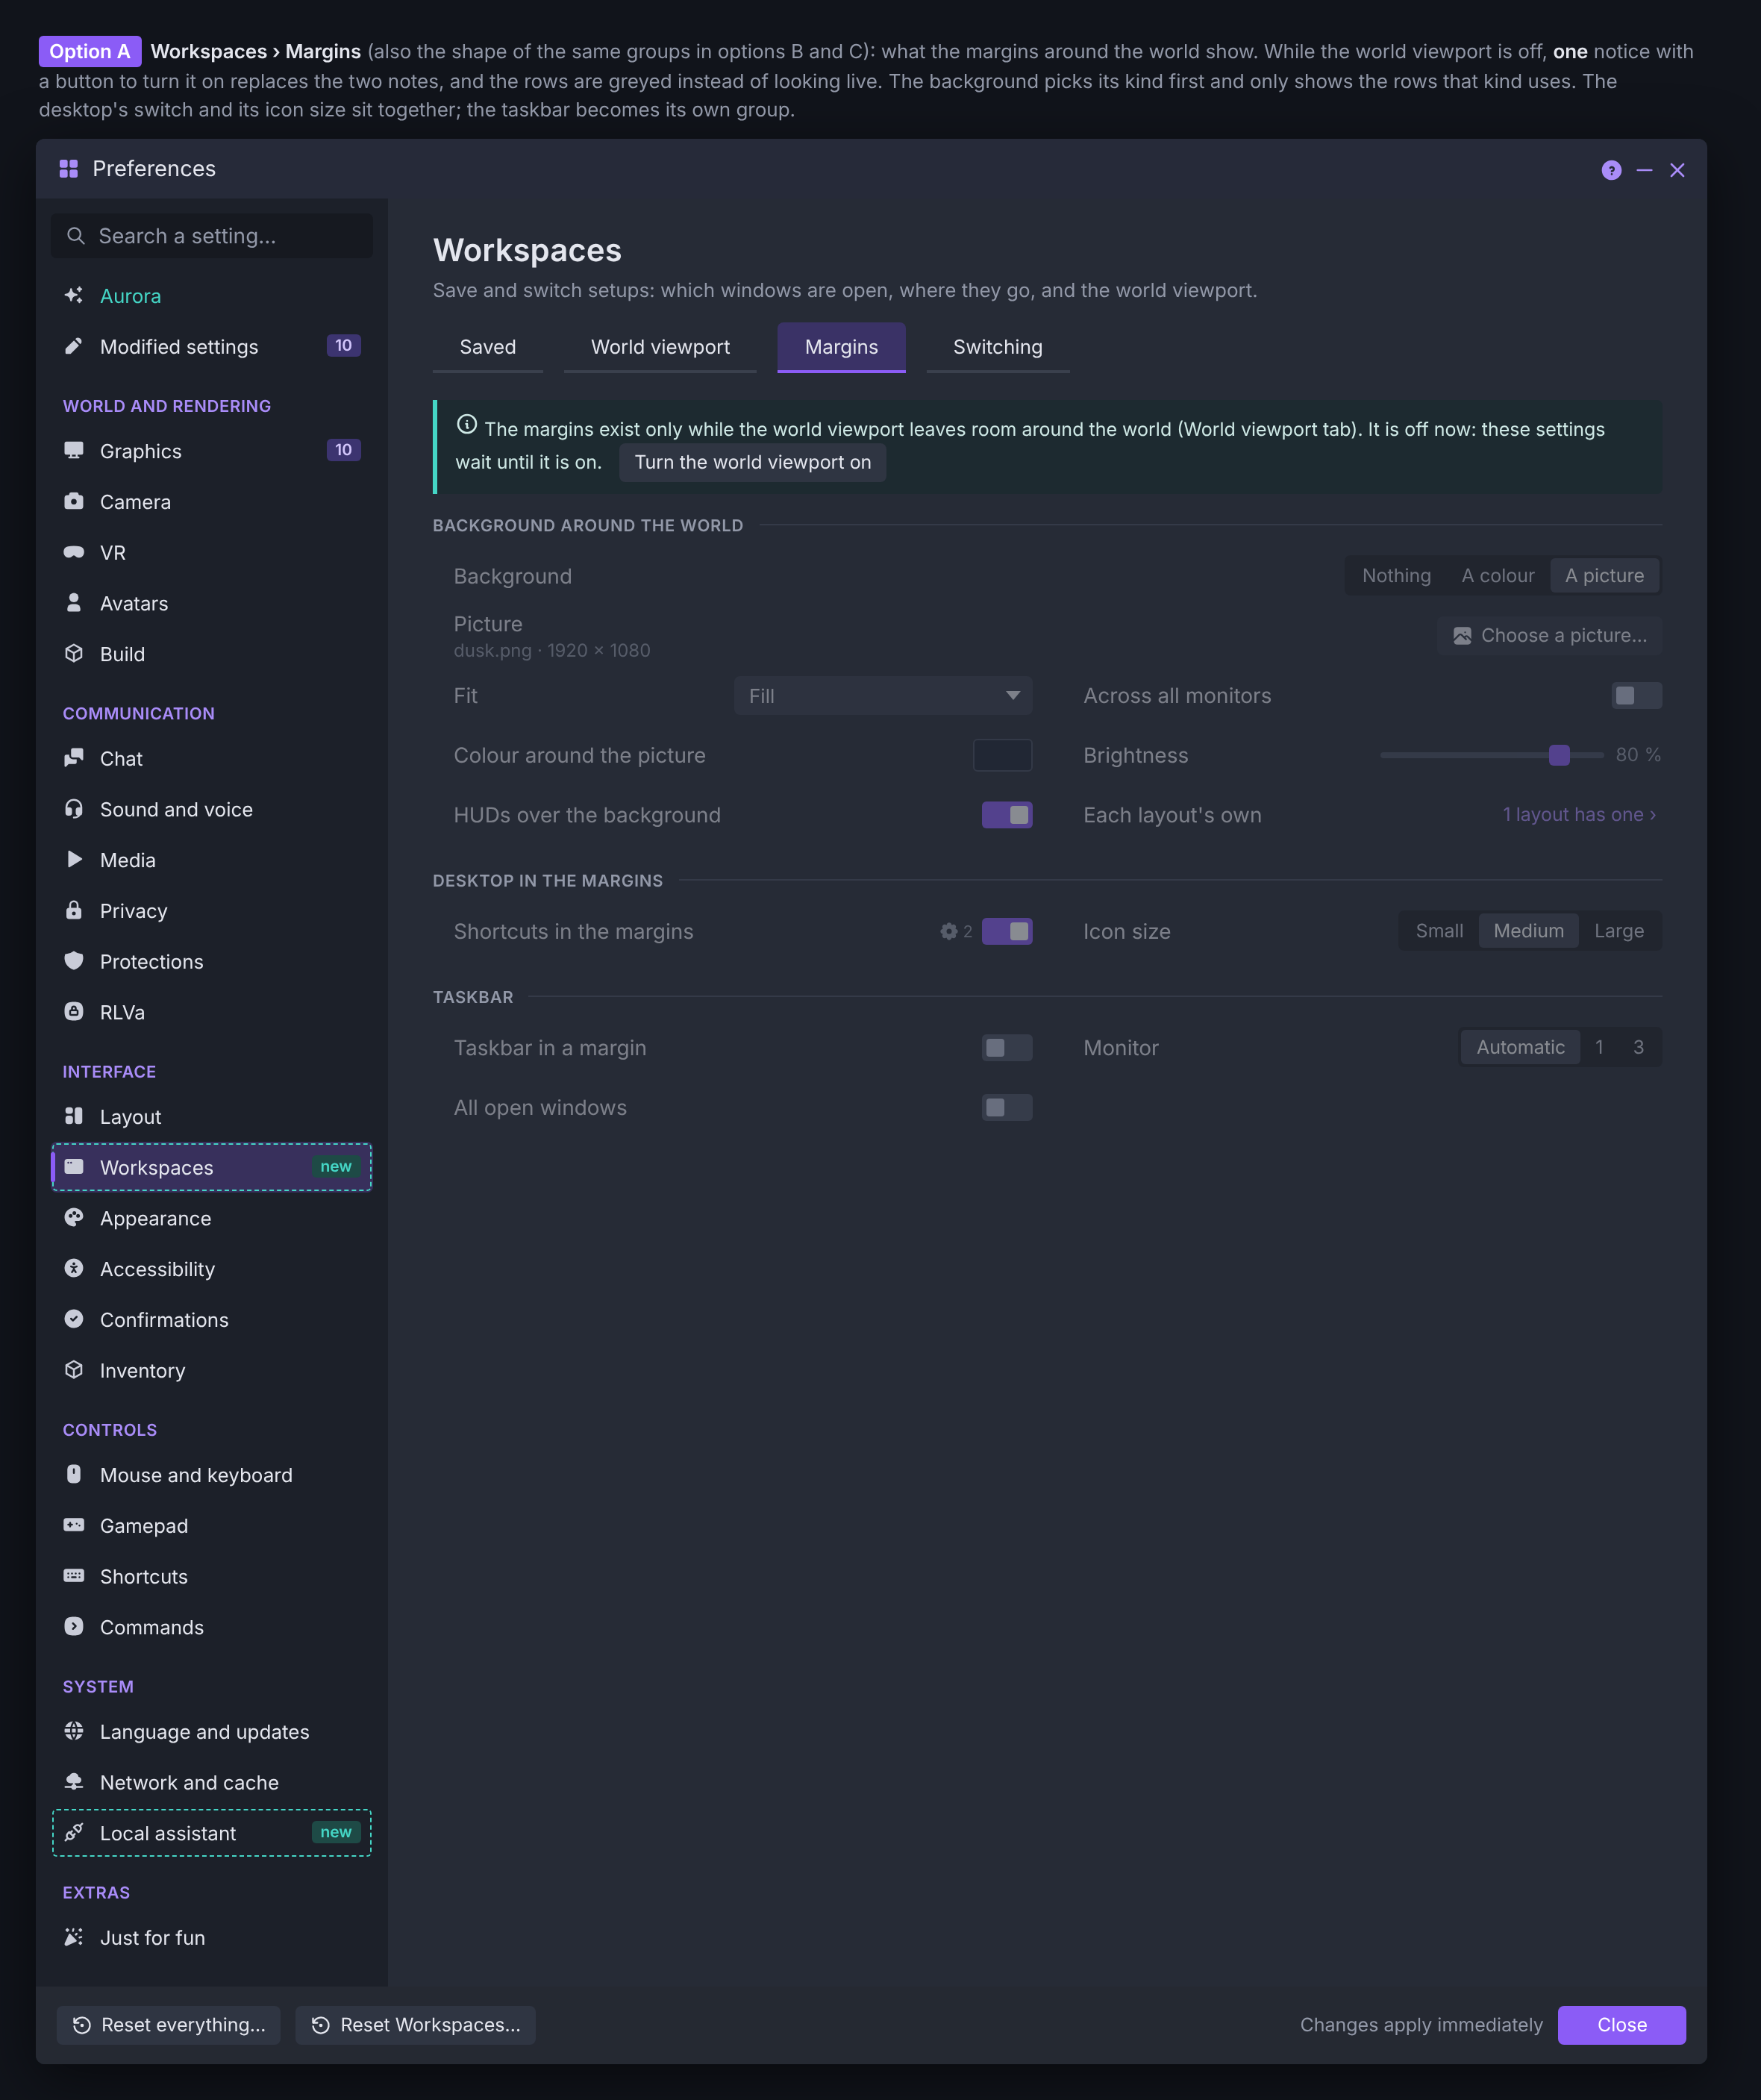 Option A Workspaces › Margins (also the shape of the same groups in options B and C): what the margins around the world show. While the world viewport is off, one notice with
a button to turn it on replaces the two notes, and the rows are greyed instead of looking live. The background picks its kind first and only shows the rows that kind uses. The
desktop's switch and its icon size sit together; the taskbar becomes its own group.
Preferences
Search a setting...
Aurora
Modified settings 10
WORLD AND RENDERING
Graphics 10
Camera
VR
Avatars
Build
COMMUNICATION
Chat
Sound and voice
Media
Privacy
Protections
RLVa
INTERFACE
Layout
Workspaces new
Appearance
Accessibility
Confirmations
Inventory
CONTROLS
Mouse and keyboard
Gamepad
Shortcuts
Commands
SYSTEM
Language and updates
Network and cache
Local assistant new
EXTRAS
Just for fun
Workspaces
Save and switch setups: which windows are open, where they go, and the world viewport.
Saved World viewport Margins Switching
The margins exist only while the world viewport leaves room around the world (World viewport tab). It is off now: these settings
wait until it is on. Turn the world viewport on
BACKGROUND AROUND THE WORLD
Background Nothing A colour A picture
Picture
dusk.png · 1920 × 1080
Choose a picture...
Fit Fill Across all monitors
Colour around the picture Brightness 80 %
HUDs over the background Each layout's own 1 layout has one ›
DESKTOP IN THE MARGINS
Shortcuts in the margins 2 Icon size Small Medium Large
TASKBAR
Taskbar in a margin Monitor Automatic 1 3
All open windows
Reset everything... Reset Workspaces... Changes apply immediately Close